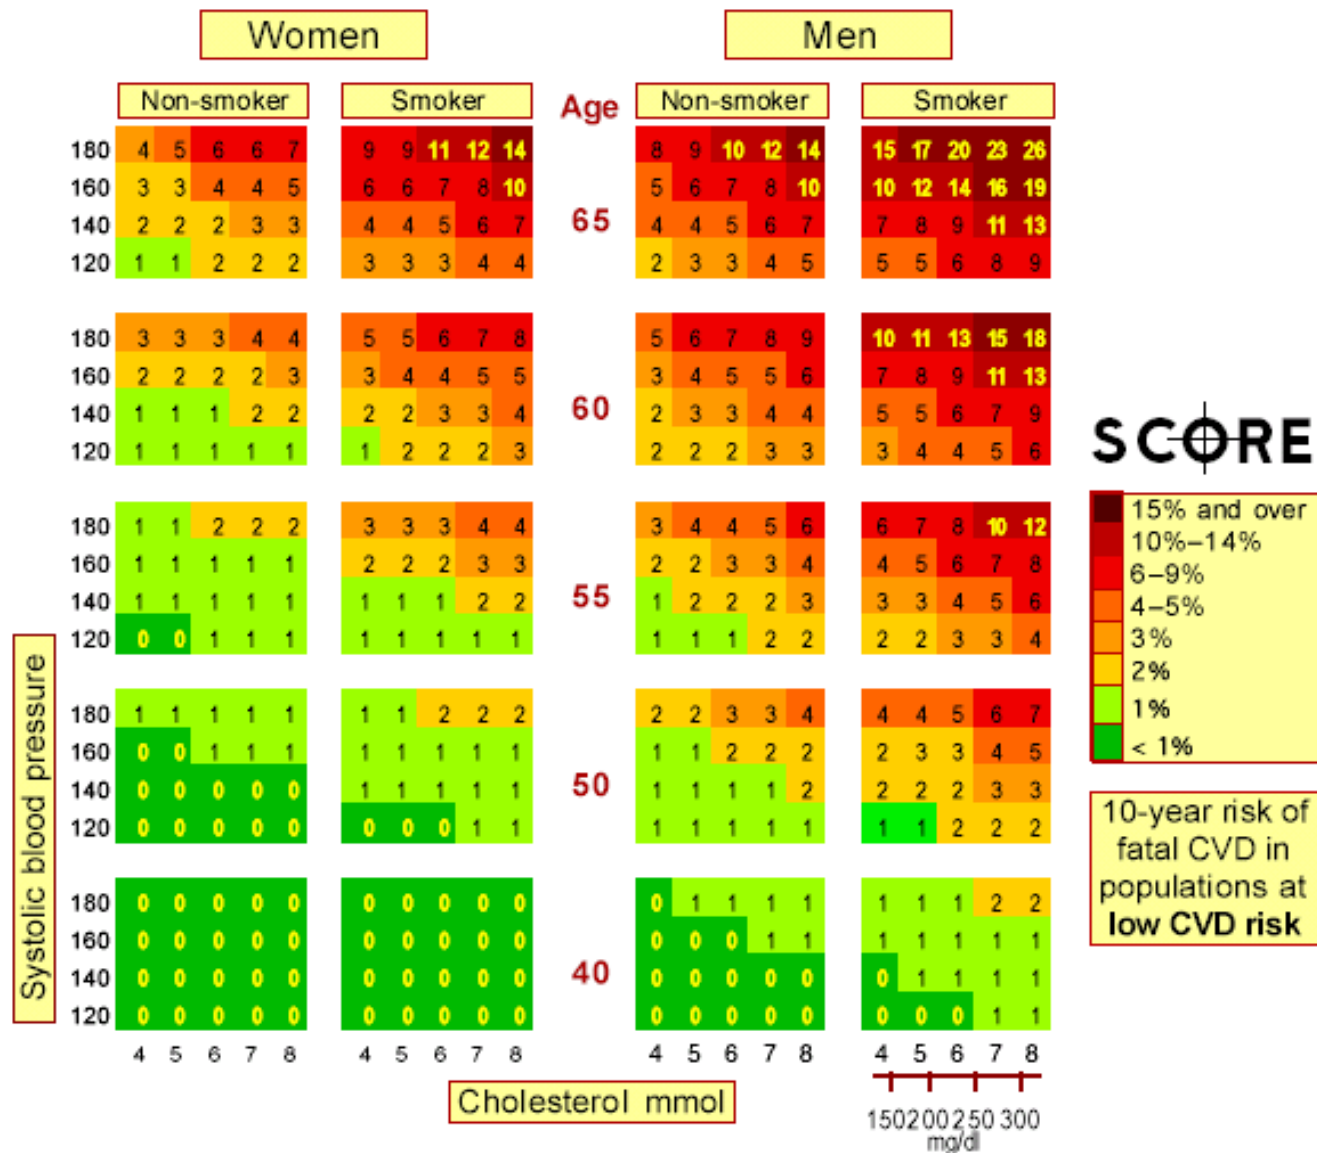 Women Men
Non-smoker Smoker Age Non-smoker Smoker
180 4 5 6 6 7 9 9 11 12 14 8 9 10 12 14 15 17 20 23 26
160 3 3 4 4 5 6 6 7 8 10 5 6 7 8 10 10 12 14 16 19
65
140 2 2 2 3 3 4 4 5 6 7 4 4 5 6 7 7 8 9 11 13
120 1 1 2 2 2 3 3 3 4 4 2 3 3 4 5 5 5 6 8 9
180 3 3 3 4 4 5 5 6 7 8 5 6 7 8 9 10 11 13 15 18
160 2 2 2 2 3 3 4 4 5 5 3 4 5 5 6 7 8 9 11 13
60
140 1 1 1 2 2 2 2 3 3 4 2 3 3 4 4 5 5 6 7 9
120 1 1 1 1 1 1 2 2 2 3 2 2 2 3 3 3 4 4 5 6
180 1 1 2 2 2 3 3 3 4 4 3 4 4 5 6 6 7 8 10 12
160 1 1 1 1 1 2 2 2 3 3 2 2 3 3 4 4 5 6 7 8
55
140 1 1 1 1 1 1 1 1 2 2 1 2 2 2 3 3 3 4 5 6
120 0 0 1 1 1 1 1 1 1 1 1 1 1 2 2 2 2 3 3 4
180 1 1 1 1 1 1 1 2 2 2 2 2 3 3 4 4 4 5 6 7
160 0 0 1 1 1 1 1 1 1 1 1 1 2 2 2 2 3 3 4 5
50
140 0 0 0 0 0 1 1 1 1 1 1 1 1 1 2 2 2 2 3 3
120 0 0 0 0 0 0 0 0 1 1 1 1 1 1 1 1 1 2 2 2
180 0 0 0 0 0 0 0 0 0 0 0 1 1 1 1 1 1 1 2 2
160 0 0 0 0 0 0 0 0 0 0 0 0 0 1 1 1 1 1 1 1
40
140 0 0 0 0 0 0 0 0 0 0 0 0 0 0 0 0 1 1 1 1
120 0 0 0 0 0 0 0 0 0 0 0 0 0 0 0 0 0 0 1 1
4 5 6 7 8 4 5 6 7 8 4 5 6 7 8 4 5 6 7 8
Systolic blood pressure
Cholesterol mmol
150 200 250 300
mg/dl
SCORE
15% and over
10%–14%
6–9%
4–5%
3%
2%
1%
< 1%
10-year risk of
fatal CVD in
populations at
low CVD risk